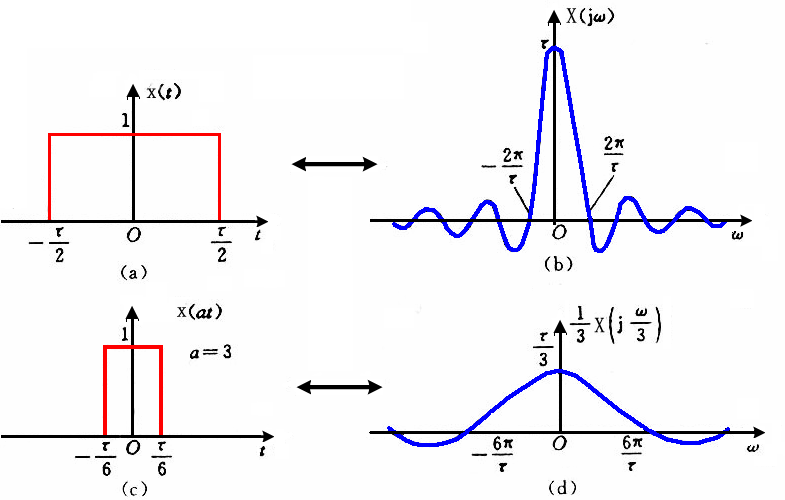 x(t)
1
-τ/2 O τ/2 t
(a)
X(jω)
τ
-2π/τ 2π/τ
O ω
(b)
x(at)
1
a=3
-τ/6 O τ/6 t
(c)
1/3 X(j ω/3)
τ/3
-6π/τ O 6π/τ ω
(d)